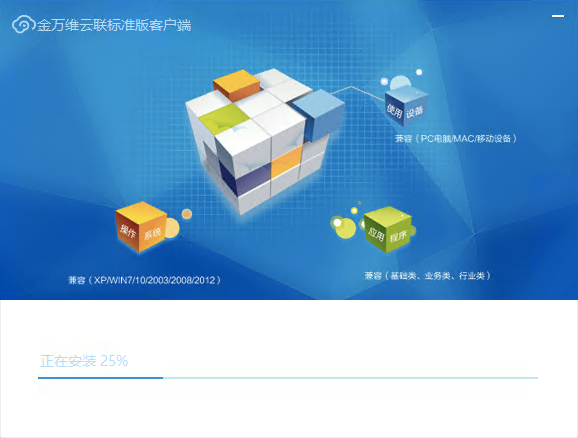 金万维云联标准版客户端
使用 设备
兼容（PC电脑/MAC/移动设备）
操作 系统
应用 程序
兼容（XP/WIN7/10/2003/2008/2012）
兼容（基础类、业务类、行业类）
正在安装 25%